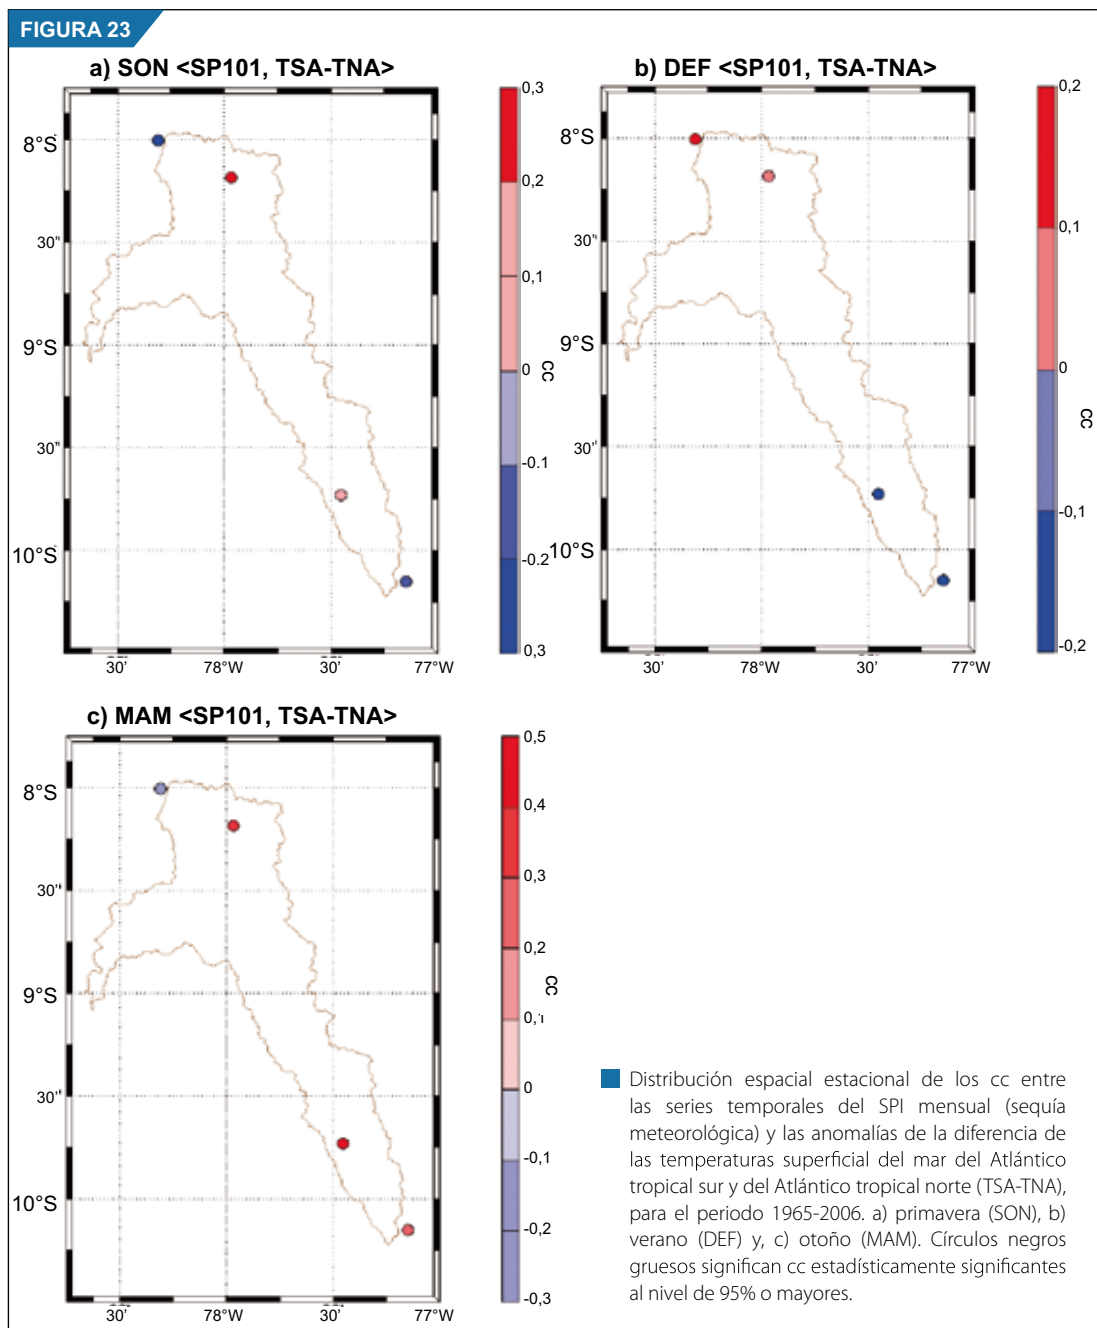 FIGURA 23
a) SON <SP101, TSA-TNA>
0,3
8°S
0,2
30''
0,1
9°S
0
cc
30''
-0.1
10°S
-0.2
0,3
30'
78°W
30'
77°W
b) DEF <SP101, TSA-TNA>
0,2
8°S
30''
0,1
9°S
0
cc
30''
-0,1
10°S
-0,2
30'
78°W
30'
77°W
c) MAM <SP101, TSA-TNA>
0,5
8°S
0,4
30''
0,3
0,2
9°S
cc
0,1
0
30''
-0,1
10°S
-0,2
-0,3
30'
78°W
30'
77°W
Distribución espacial estacional de los cc entre
las series temporales del SPI mensual (sequía
meteorológica) y las anomalías de la diferencia de
las temperaturas superficial del mar del Atlántico
tropical sur y del Atlántico tropical norte (TSA-TNA),
para el periodo 1965-2006. a) primavera (SON), b)
verano (DEF) y, c) otoño (MAM). Círculos negros
gruesos significan cc estadísticamente significantes
al nivel de 95% o mayores.